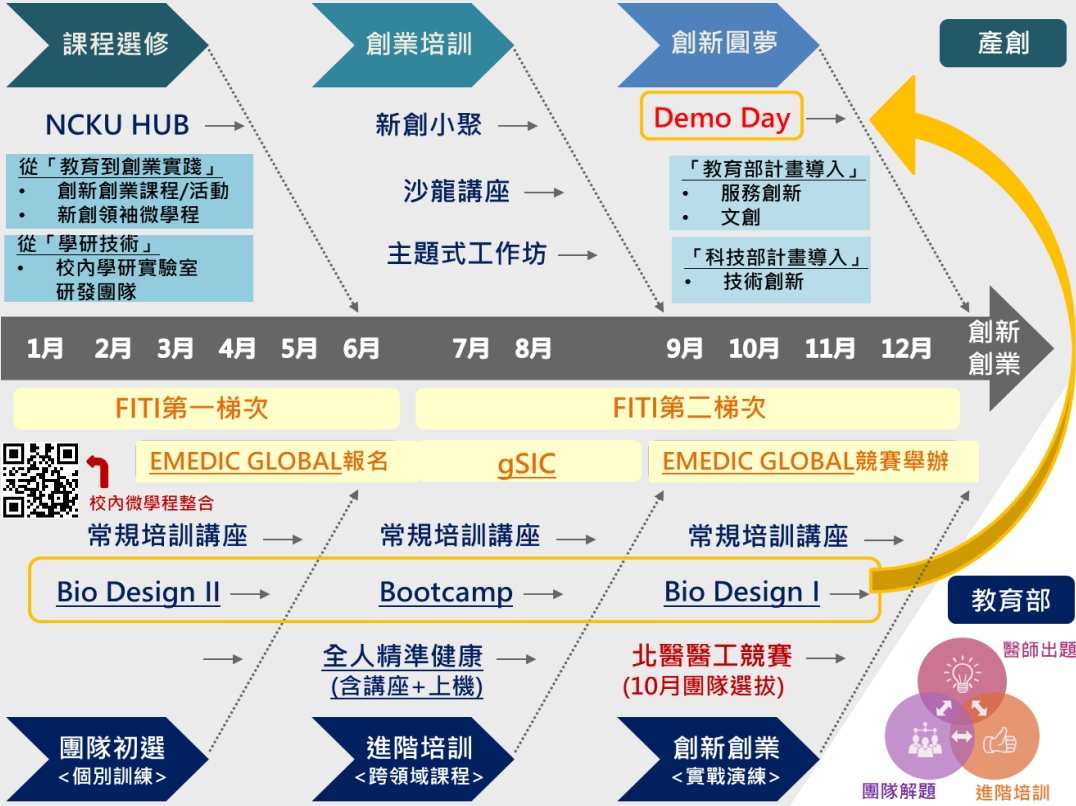 課程選修
創業培訓
創新圓夢
產創
NCKU HUB
新創小聚
Demo Day
從「教育到創業實踐」
• 創新創業課程/活動
• 新創領袖微學程
沙龍講座
「教育部計畫導入」
• 服務創新
• 文創
從「學研技術」
• 校內學研實驗室
研發團隊
主題式工作坊
「科技部計畫導入」
• 技術創新
1月 2月 3月 4月 5月 6月 7月 8月 9月 10月 11月 12月
創新
創業
FITI第一梯次
FITI第二梯次
EMEDIC GLOBAL報名
gSIC
EMEDIC GLOBAL競賽舉辦
校內微學程整合
常規培訓講座
常規培訓講座
常規培訓講座
Bio Design II
Bootcamp
Bio Design I
教育部
全人精準健康
(含講座+上機)
北醫醫工競賽
(10月團隊選拔)
醫師出題
團隊解題
進階培訓
團隊初選
<個別訓練>
進階培訓
<跨領域課程>
創新創業
<實戰演練>